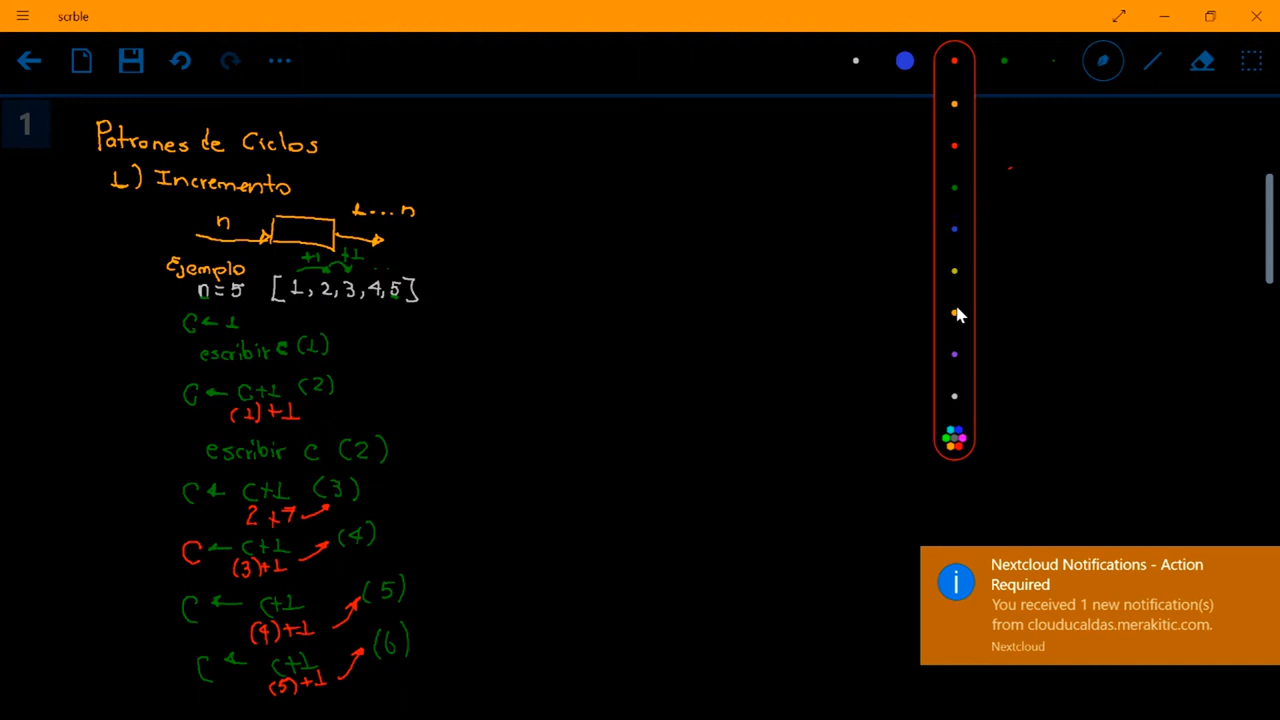 scrble
1
Patrones de Ciclos
1) Incremento
n
1...n
+1 +1 ...
Ejemplo
n=5 [1,2,3,4,5]
C ← 1
escribir c (1)
C ← C+1 (2)
(1)+1
escribir c (2)
C ← C+1 (3)
2+7
C ← C+1 (4)
(3)+1
C ← C+1 (5)
(4)+1
C ← C+1 (6)
(5)+1
Nextcloud Notifications - Action
Required
You received 1 new notification(s)
from clouducaldas.merakitic.com.
Nextcloud